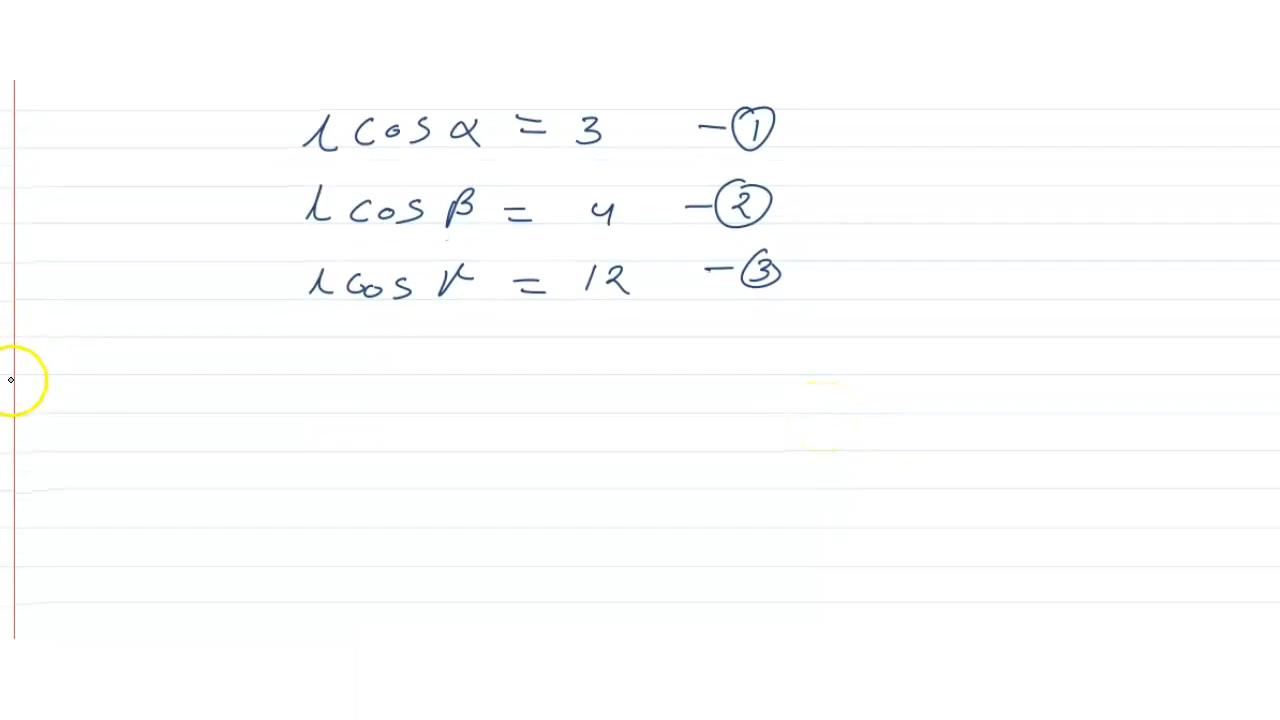 l cos α = 3 - ①
l cos β = 4 - ②
l cos γ = 12 - ③